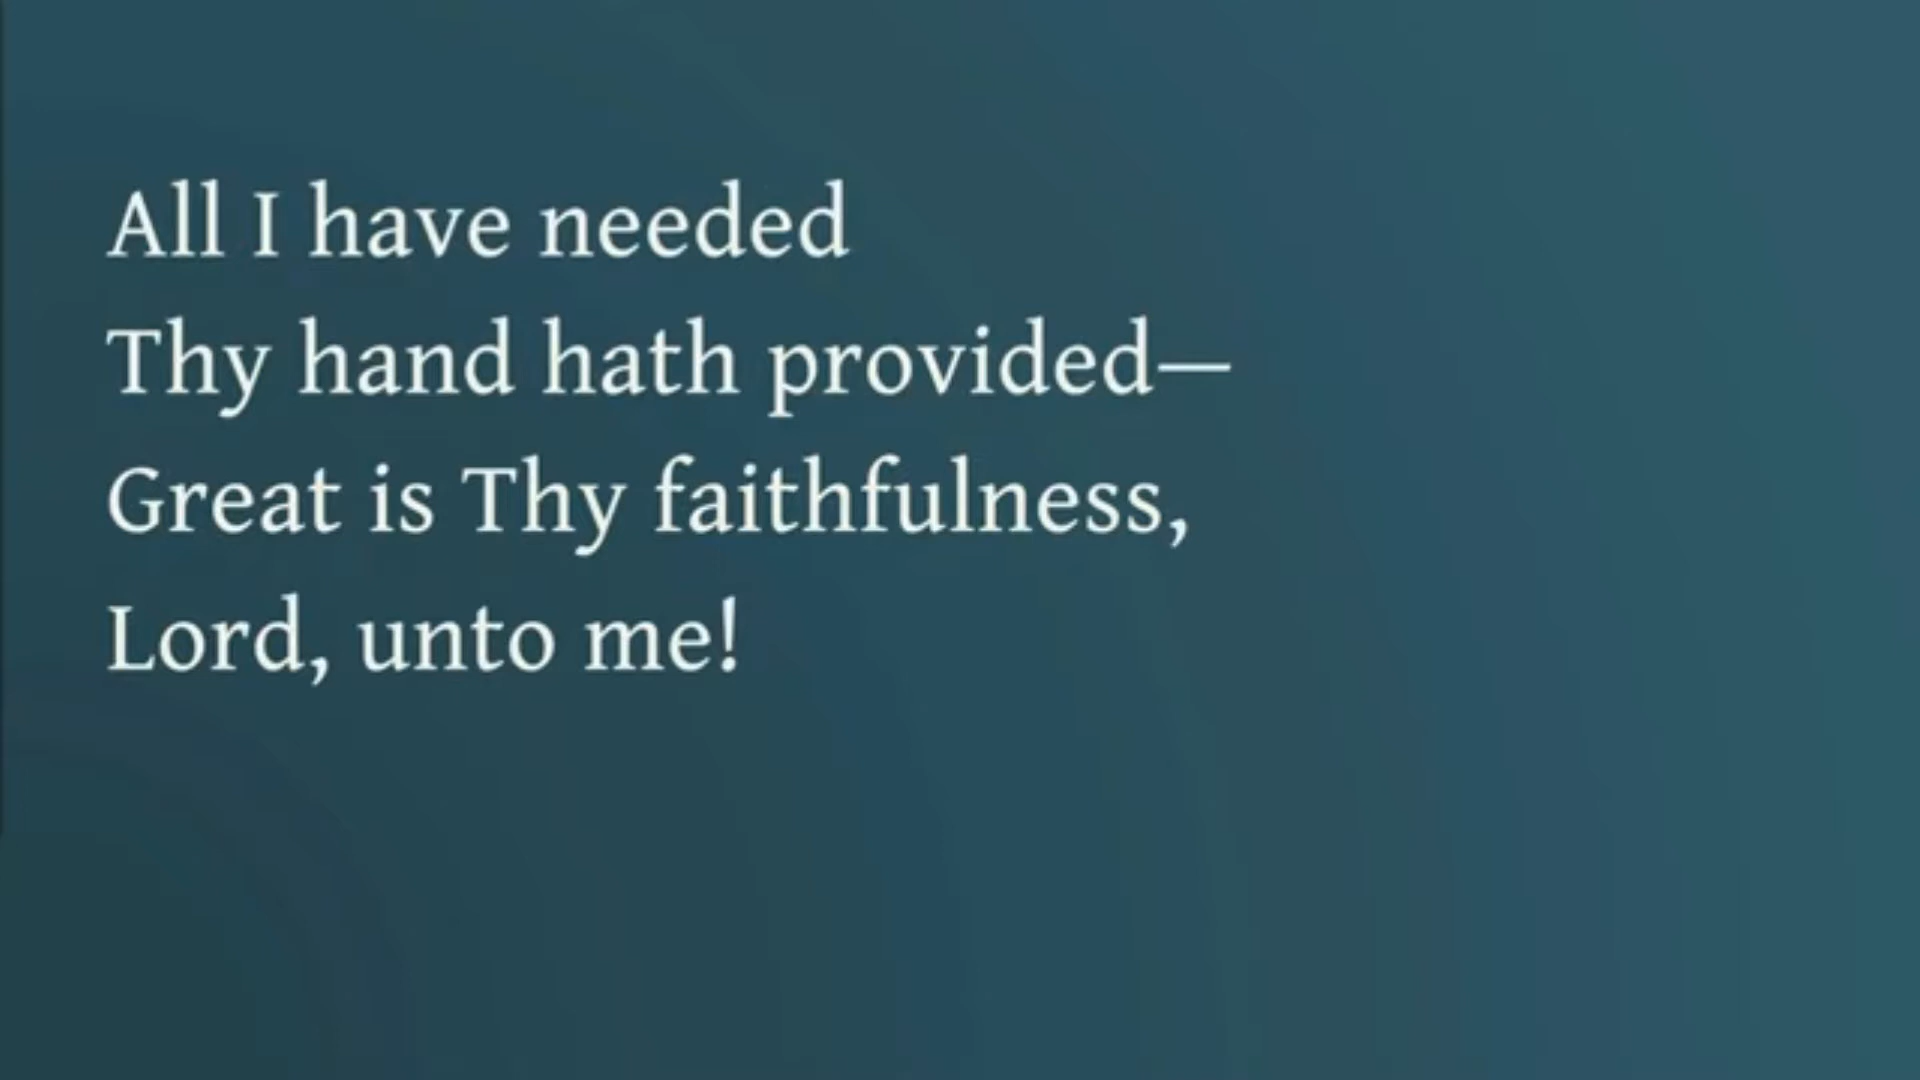 All I have needed
Thy hand hath provided—
Great is Thy faithfulness,
Lord, unto me!